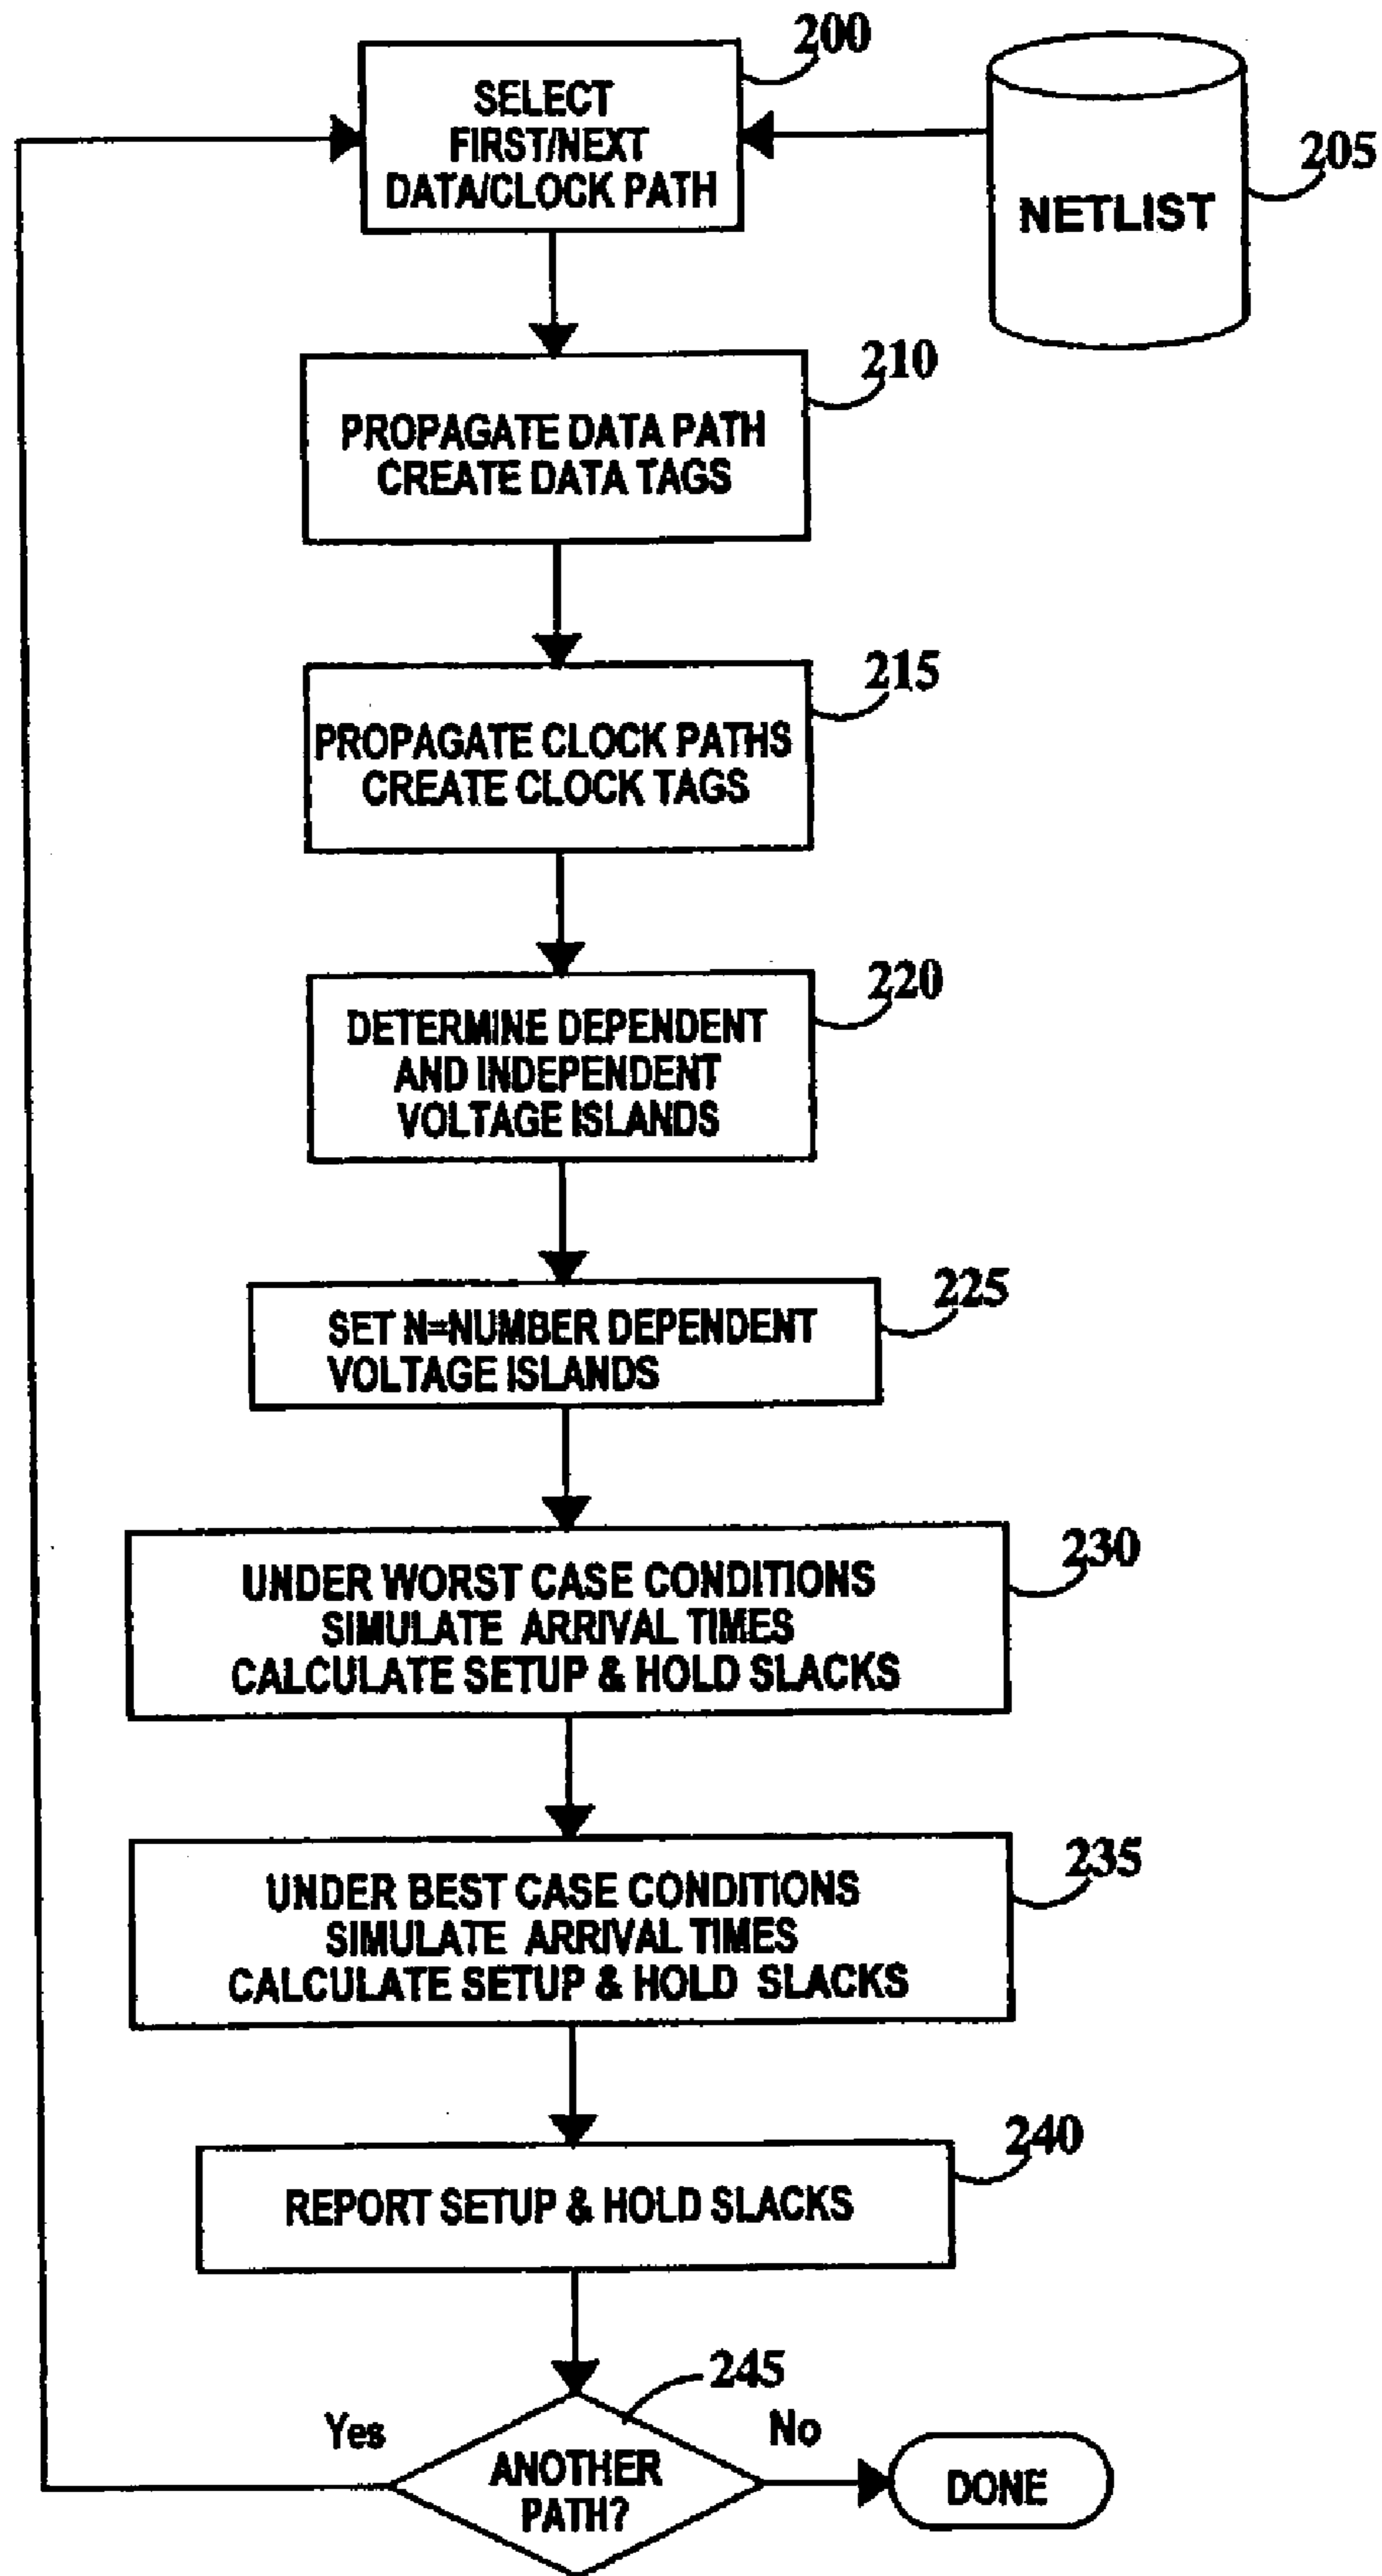 200
SELECT
FIRST/NEXT
DATA/CLOCK PATH
205
NETLIST
210
PROPAGATE DATA PATH
CREATE DATA TAGS
215
PROPAGATE CLOCK PATHS
CREATE CLOCK TAGS
220
DETERMINE DEPENDENT
AND INDEPENDENT
VOLTAGE ISLANDS
225
SET N=NUMBER DEPENDENT
VOLTAGE ISLANDS
230
UNDER WORST CASE CONDITIONS
SIMULATE ARRIVAL TIMES
CALCULATE SETUP & HOLD SLACKS
235
UNDER BEST CASE CONDITIONS
SIMULATE ARRIVAL TIMES
CALCULATE SETUP & HOLD SLACKS
240
REPORT SETUP & HOLD SLACKS
245
Yes
No
ANOTHER
PATH?
DONE